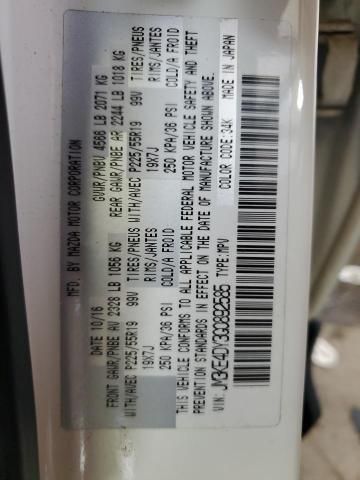 MFD. BY MAZDA MOTOR CORPORATION
DATE 10/16 GVWR/PNBV 4566 LB 2071 KG
FRONT GAWR/PNBE AV 2328 LB 1056 KG REAR GAWR/PNBE AR 2244 LB 1018 KG
TIRES/PNEUS RIMS/JANTES COLD/A FROID TIRES/PNEUS RIMS/JANTES COLD/A FROID
WITH/AVEC P225/55R19 99V 19X7J 250 KPA/36 PSI WITH/AVEC P225/55R19 99V 19X7J 250 KPA/36 PSI
THIS VEHICLE CONFORMS TO ALL APPLICABLE FEDERAL MOTOR VEHICLE SAFETY AND THEFT
PREVENTION STANDARDS IN EFFECT ON THE DATE OF MANUFACTURE SHOWN ABOVE.
VIN: TYPE: MPV COLOR CODE: 34K MADE IN JAPAN